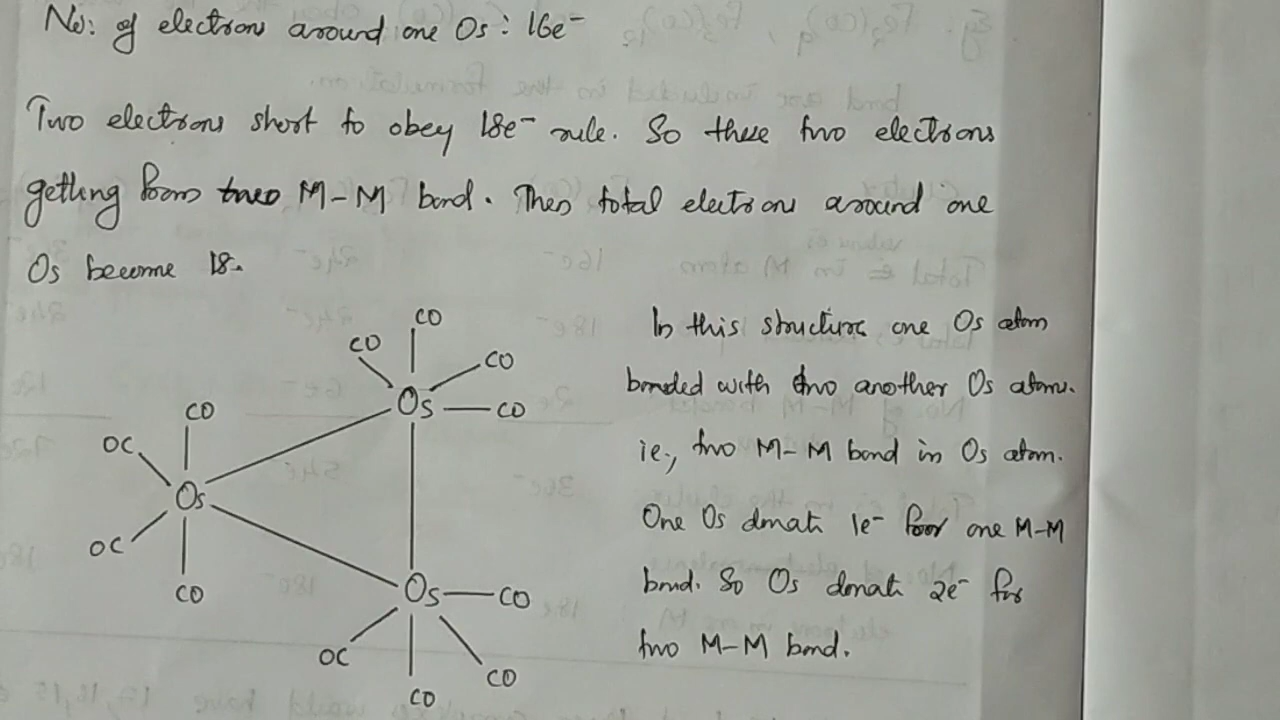 No: of electrons around one Os: 16e⁻
Two electrons short to obey 18e⁻ rule. So these two electrons
getting from M-M bond. Then total electrons around one
Os become 18.
CO
CO
CO
Os
CO
CO
OC
Os
OC
CO
Os
CO
OC
CO
CO
In this structure one Os atom
bonded with two another Os atoms.
ie., two M-M bond in Os atom.
One Os donate 1e⁻ for one M-M
bond. So Os donate 2e⁻ for
two M-M bond.